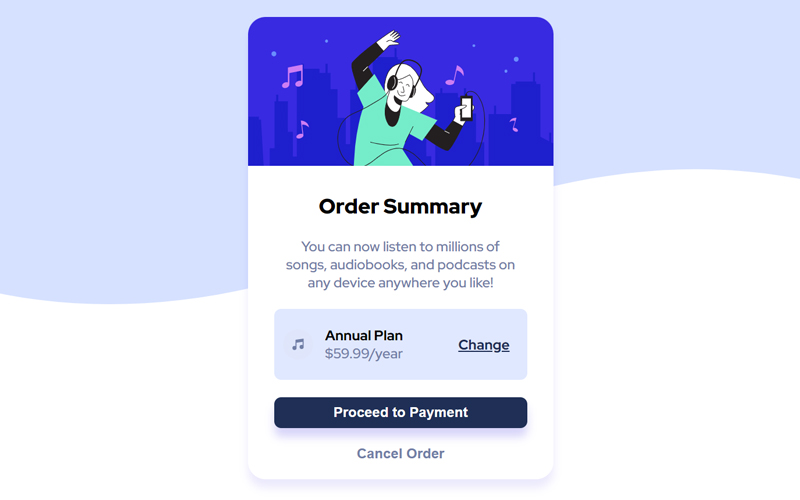 Order Summary
You can now listen to millions of
songs, audiobooks, and podcasts on
any device anywhere you like!
Annual Plan
$59.99/year
Change
Proceed to Payment
Cancel Order